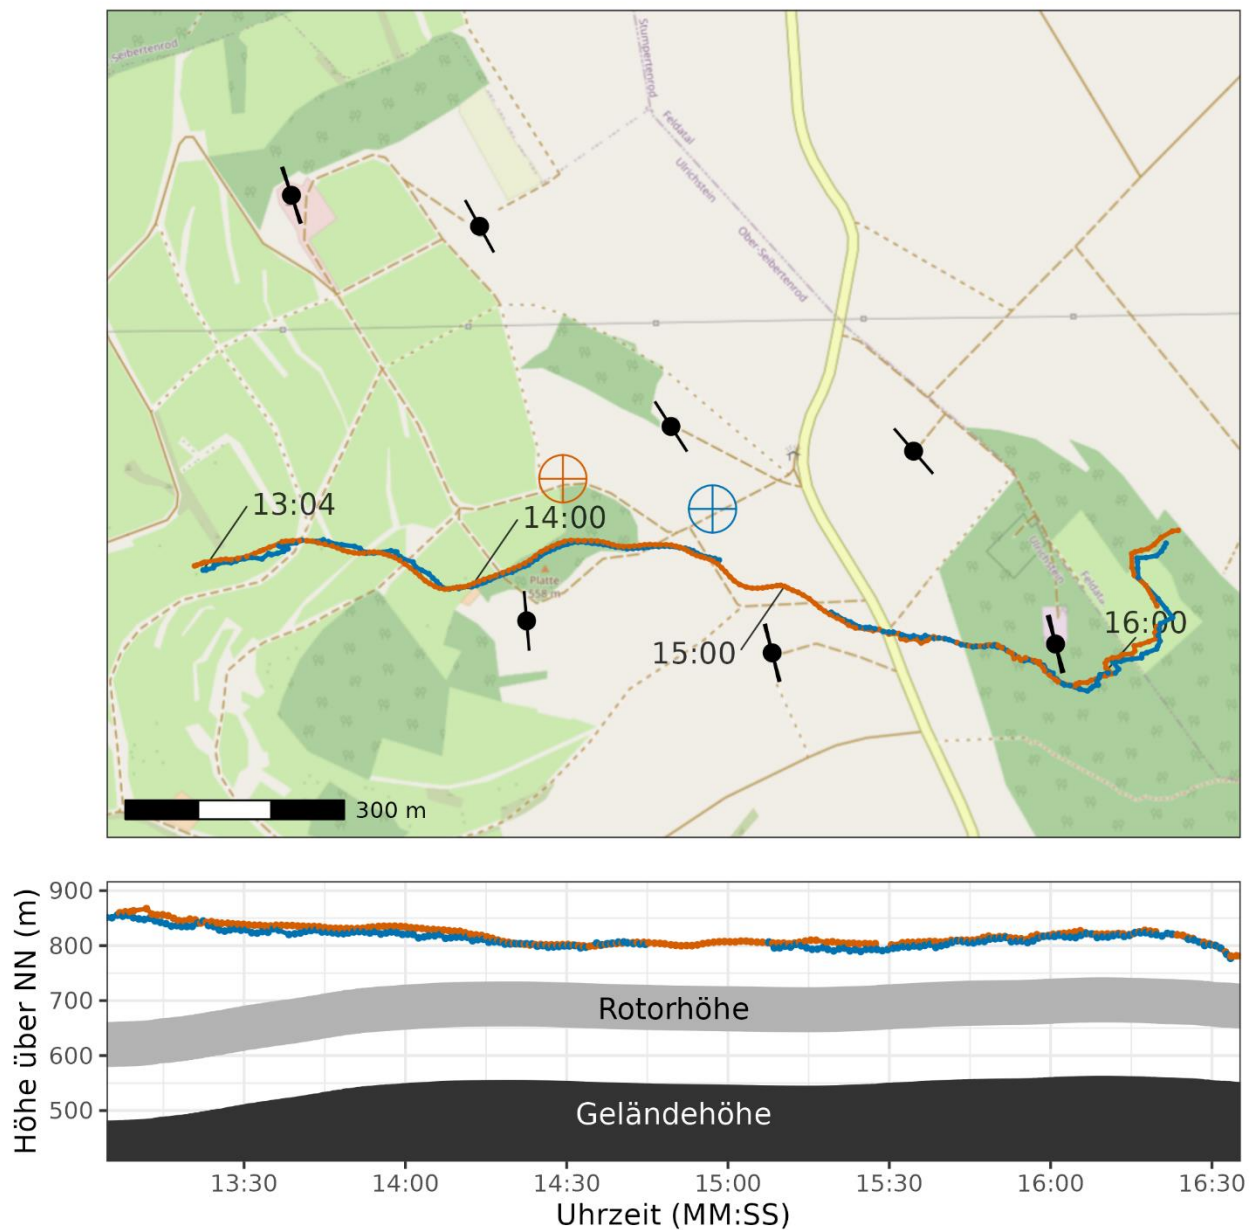 Seibertenrod
Stumpertenrod
Feldatal
Ulrichstein
Ober-Seibertenrod
13:04
14:00
Platte
558 m
15:00
16:00
Ulrichstein
Feldat
300 m
Höhe über NN (m)
900
800
700
600
500
Rotorhöhe
Geländehöhe
13:30
14:00
14:30
15:00
15:30
16:00
16:30
Uhrzeit (MM:SS)